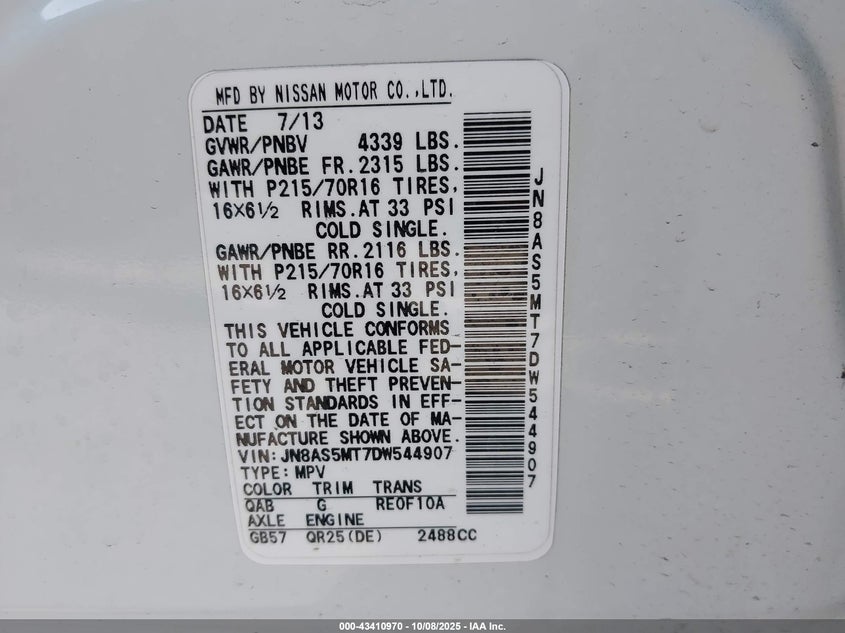 MFD BY NISSAN MOTOR CO.,LTD.
DATE 7/13
GVWR/PNBV 4339 LBS.
GAWR/PNBE FR. 2315 LBS.
WITH P215/70R16 TIRES,
16X6½ RIMS.AT 33 PSI
COLD SINGLE.
GAWR/PNBE RR. 2116 LBS.
WITH P215/70R16 TIRES,
16X6½ RIMS.AT 33 PSI
COLD SINGLE.
THIS VEHICLE CONFORMS
TO ALL APPLICABLE FED-
ERAL MOTOR VEHICLE SA-
FETY AND THEFT PREVEN-
TION STANDARDS IN EFF-
ECT ON THE DATE OF MA-
NUFACTURE SHOWN ABOVE.
VIN: JN8AS5MT7DW544907
TYPE: MPV
COLOR TRIM TRANS
QAB G RE0F10A
AXLE ENGINE
GB57 QR25(DE) 2488CC
JN8AS5MT7DW544907
000-43410970 - 10/08/2025 - IAA Inc.